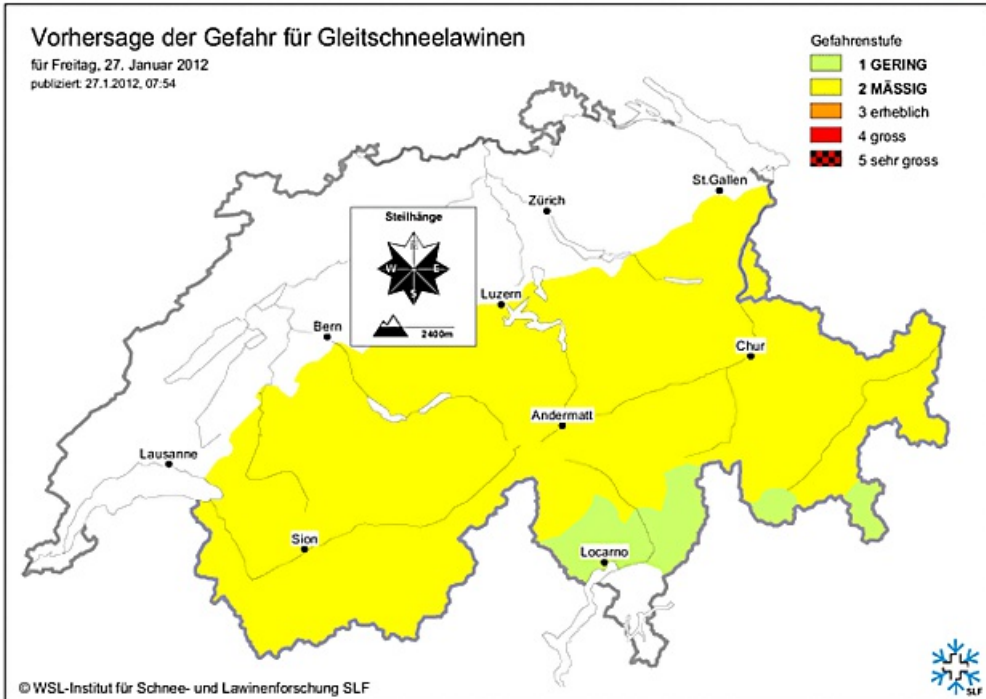 Vorhersage der Gefahr für Gleitschneelawinen
für Freitag, 27. Januar 2012
publiziert: 27.1.2012, 07:54
Gefahrenstufe
1 GERING
2 MÄSSIG
3 erheblich
4 gross
5 sehr gross
St.Gallen
Zürich
Steilhänge
N
W E
S
2400m
Luzern
Bern
Chur
Andermatt
Lausanne
Sion
Locarno
© WSL-Institut für Schnee- und Lawinenforschung SLF
SLF